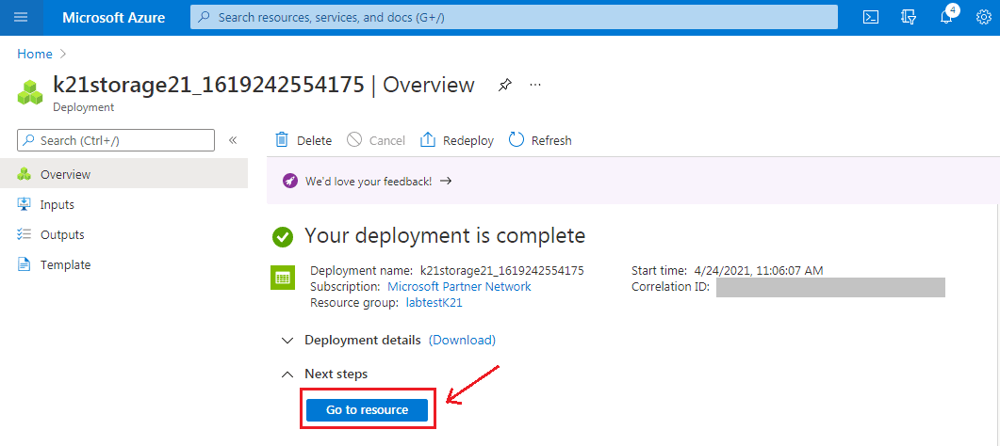 Microsoft Azure
Search resources, services, and docs (G+/)
4
Home
k21storage21_1619242554175 | Overview
...
Deployment
Search (Ctrl+/)
«
Delete
Cancel
Redeploy
Refresh
Overview
Inputs
Outputs
Template
We'd love your feedback!
Your deployment is complete
Deployment name: k21storage21_1619242554175
Subscription: Microsoft Partner Network
Resource group: labtestK21
Start time: 4/24/2021, 11:06:07 AM
Correlation ID:
Deployment details (Download)
Next steps
Go to resource